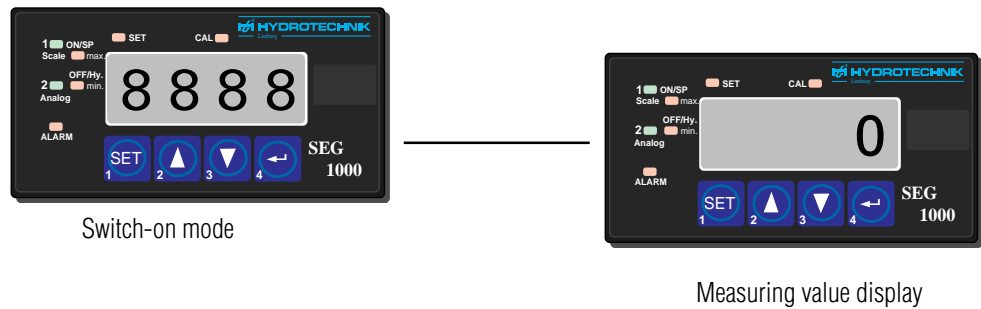 HYDROTECHNIK
Limburg
1 ON/SP SET CAL
Scale max.
OFF/Hy.
2 min.
Analog
8888
ALARM
SET
1 2 3 4
SEG
1000
Switch-on mode
HYDROTECHNIK
Limburg
1 ON/SP SET CAL
Scale max.
OFF/Hy.
2 min.
Analog
0
ALARM
SET
1 2 3 4
SEG
1000
Measuring value display